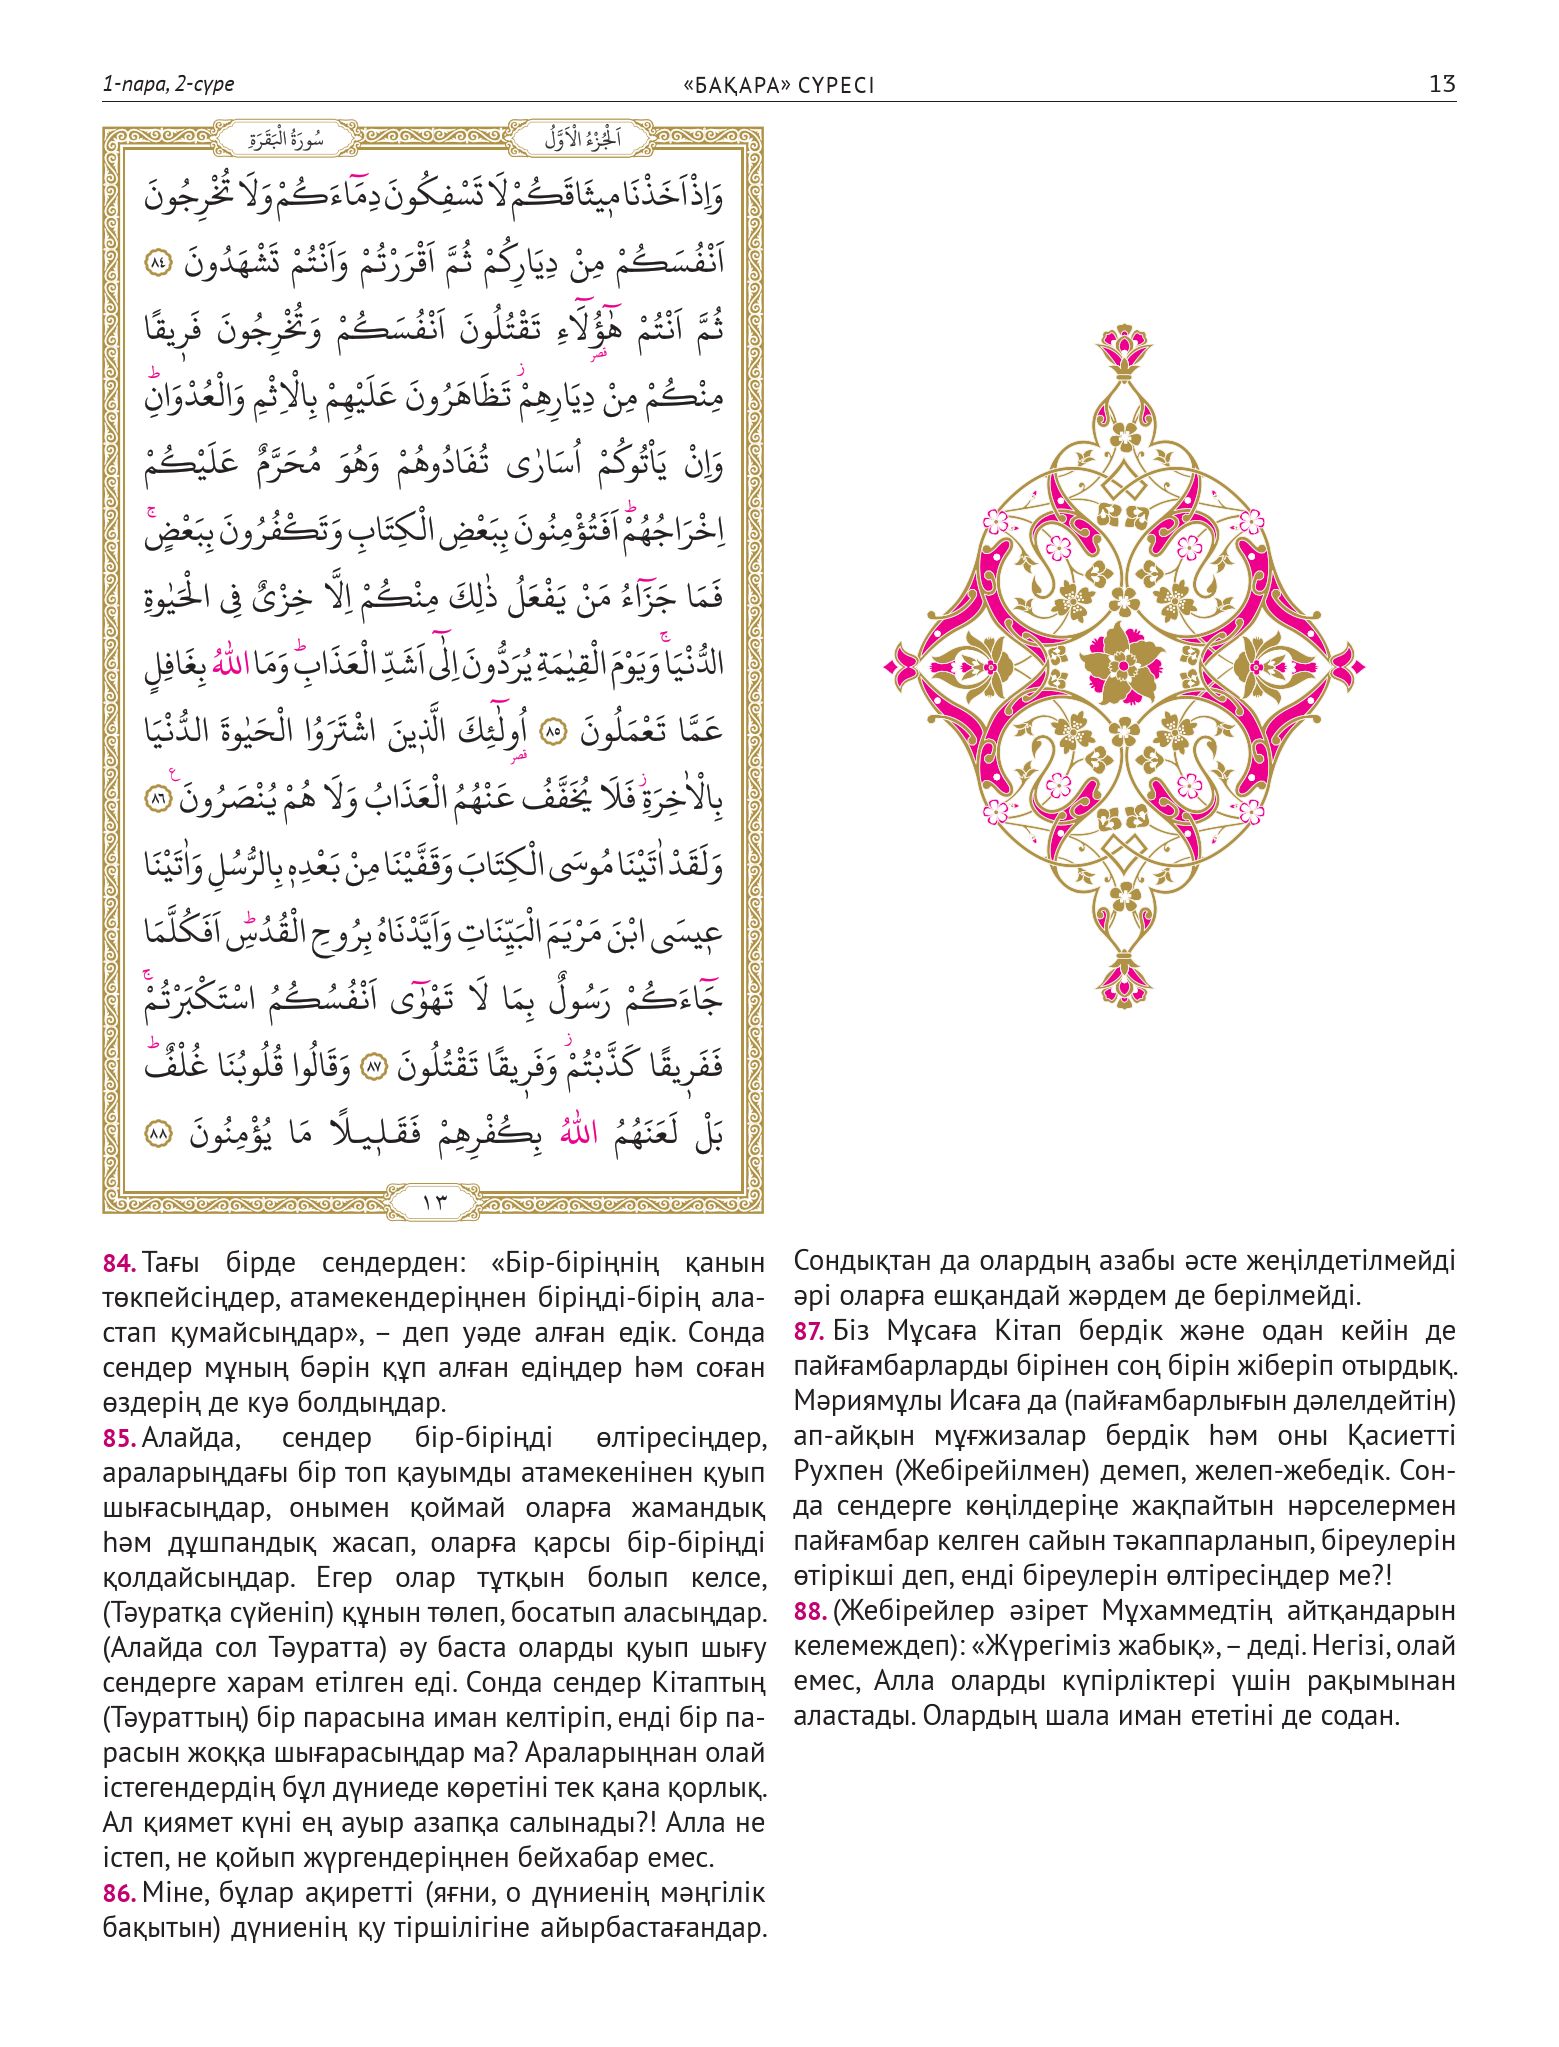 1-пара, 2-сүре
«БАҚАРА» СҮРЕСІ
13
سُورَةُ الْبَقَرَةِ
اَلْجُزْءُ الْاَوَّلُ
وَاِذْ اَخَذْنَا مٖيثَاقَكُمْ لَا تَسْفِكُونَ دِمَٓاءَكُمْ وَلَا تُخْرِجُونَ
اَنْفُسَكُمْ مِنْ دِيَارِكُمْ ثُمَّ اَقْرَرْتُمْ وَاَنْتُمْ تَشْهَدُونَ ٨٤
ثُمَّ اَنْتُمْ هٰٓؤُلَٓاءِ تَقْتُلُونَ اَنْفُسَكُمْ وَتُخْرِجُونَ فَرٖيقًا
مِنْكُمْ مِنْ دِيَارِهِمْۘ تَظَاهَرُونَ عَلَيْهِمْ بِالْاِثْمِ وَالْعُدْوَانِؕ
وَاِنْ يَاْتُوكُمْ اُسَارٰى تُفَادُوهُمْ وَهُوَ مُحَرَّمٌ عَلَيْكُمْ
اِخْرَاجُهُمْؕ اَفَتُؤْمِنُونَ بِبَعْضِ الْكِتَابِ وَتَكْفُرُونَ بِبَعْضٍۚ
فَمَا جَزَٓاءُ مَنْ يَفْعَلُ ذٰلِكَ مِنْكُمْ اِلَّا خِزْىٌ فِى الْحَيٰوةِ
الدُّنْيَاۚ وَيَوْمَ الْقِيٰمَةِ يُرَدُّونَ اِلٰٓى اَشَدِّ الْعَذَابِؕ وَمَا اللّٰهُ بِغَافِلٍ
عَمَّا تَعْمَلُونَ ٨٥ اُولٰٓئِكَ الَّذٖينَ اشْتَرَوُا الْحَيٰوةَ الدُّنْيَا
بِالْاٰخِرَةِؗ فَلَا يُخَفَّفُ عَنْهُمُ الْعَذَابُ وَلَا هُمْ يُنْصَرُونَ ٨٦
وَلَقَدْ اٰتَيْنَا مُوسَى الْكِتَابَ وَقَفَّيْنَا مِنْ بَعْدِهٖ بِالرُّسُلِ وَاٰتَيْنَا
عٖيسَى ابْنَ مَرْيَمَ الْبَيِّنَاتِ وَاَيَّدْنَاهُ بِرُوحِ الْقُدُسِؕ اَفَكُلَّمَا
جَٓاءَكُمْ رَسُولٌ بِمَا لَا تَهْوٰٓى اَنْفُسُكُمُ اسْتَكْبَرْتُمْۚ
فَفَرٖيقًا كَذَّبْتُمْؗ وَفَرٖيقًا تَقْتُلُونَ ٨٧ وَقَالُوا قُلُوبُنَا غُلْفٌؕ
بَلْ لَعَنَهُمُ اللّٰهُ بِكُفْرِهِمْ فَقَلٖيلًا مَا يُؤْمِنُونَ ٨٨
١٣
84. Тағы бірде сендерден: «Бір-біріңнің қанын
төкпейсіңдер, атамекендеріңнен біріңді-бірің ала-
стап қумайсыңдар», – деп уәде алған едік. Сонда
сендер мұның бәрін құп алған едіңдер һәм соған
өздерің де куә болдыңдар.
85. Алайда, сендер бір-біріңді өлтіресіңдер,
араларыңдағы бір топ қауымды атамекенінен қуып
шығасыңдар, онымен қоймай оларға жамандық
һәм дұшпандық жасап, оларға қарсы бір-біріңді
қолдайсыңдар. Егер олар тұтқын болып келсе,
(Тәуратқа сүйеніп) құнын төлеп, босатып аласыңдар.
(Алайда сол Тәуратта) әу баста оларды қуып шығу
сендерге харам етілген еді. Сонда сендер Кітаптың
(Тәураттың) бір парасына иман келтіріп, енді бір па-
расын жоққа шығарасыңдар ма? Араларыңнан олай
істегендердің бұл дүниеде көретіні тек қана қорлық.
Ал қиямет күні ең ауыр азапқа салынады?! Алла не
істеп, не қойып жүргендеріңнен бейхабар емес.
86. Міне, бұлар ақиретті (яғни, о дүниенің мәңгілік
бақытын) дүниенің қу тіршілігіне айырбастағандар.
Сондықтан да олардың азабы әсте жеңілдетілмейді
әрі оларға ешқандай жәрдем де берілмейді.
87. Біз Мұсаға Кітап бердік және одан кейін де
пайғамбарларды бірінен соң бірін жіберіп отырдық.
Мәриямұлы Исаға да (пайғамбарлығын дәлелдейтін)
ап-айқын мұғжизалар бердік һәм оны Қасиетті
Рухпен (Жебірейілмен) демеп, желеп-жебедік. Сон-
да сендерге көңілдеріңе жақпайтын нәрселермен
пайғамбар келген сайын тәкаппарланып, біреулерін
өтірікші деп, енді біреулерін өлтіресіңдер ме?!
88. (Жебірейлер әзірет Мұхаммедтің айтқандарын
келемеждеп): «Жүрегіміз жабық», – деді. Негізі, олай
емес, Алла оларды күпірліктері үшін рақымынан
аластады. Олардың шала иман ететіні де содан.